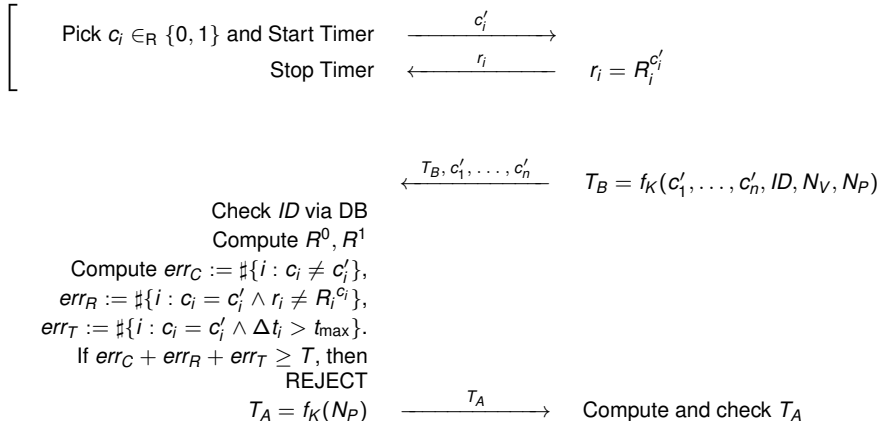 Pick c_i ∈_R {0, 1} and Start Timer c'_i
Stop Timer r_i r_i = R_i^{c'_i}
T_B, c'_1, . . . , c'_n T_B = f_K(c'_1, . . . , c'_n, ID, N_V, N_P)
Check ID via DB
Compute R^0, R^1
Compute err_C := ♯{i : c_i ≠ c'_i},
err_R := ♯{i : c_i = c'_i ∧ r_i ≠ R_i^{c_i}},
err_T := ♯{i : c_i = c'_i ∧ Δt_i > t_max}.
If err_C + err_R + err_T ≥ T, then
REJECT
T_A = f_K(N_P) T_A Compute and check T_A